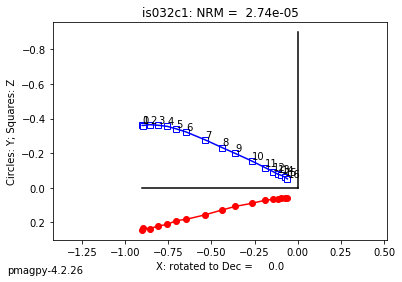 is032c1: NRM = 2.74e-05
Circles: Y; Squares: Z
−0.8
−0.6
−0.4
−0.2
0.0
0.2
0 1 2 3 4 5 6 7 8 9 10 11 12
−1.25 −1.00 −0.75 −0.50 −0.25 0.00 0.25 0.50
X: rotated to Dec = 0.0
pmagpy-4.2.26